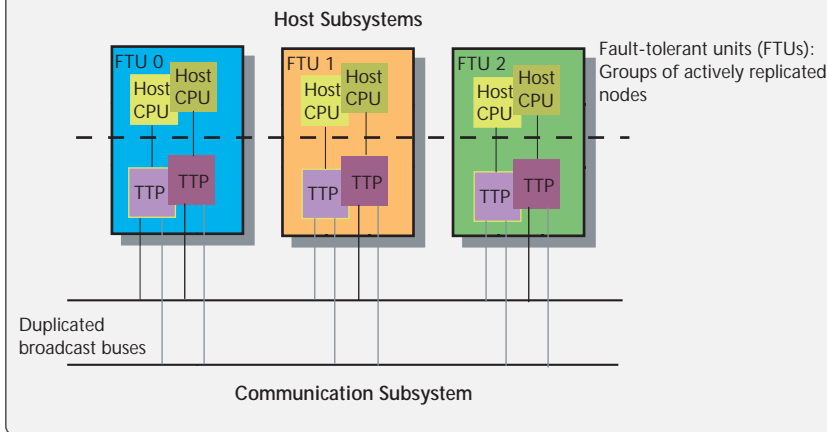 Host Subsystems
FTU 0
Host
CPU
Host
CPU
TTP
TTP
FTU 1
Host
CPU
Host
CPU
TTP
TTP
FTU 2
Host
CPU
Host
CPU
TTP
TTP
Fault-tolerant units (FTUs):
Groups of actively replicated
nodes
Duplicated
broadcast buses
Communication Subsystem